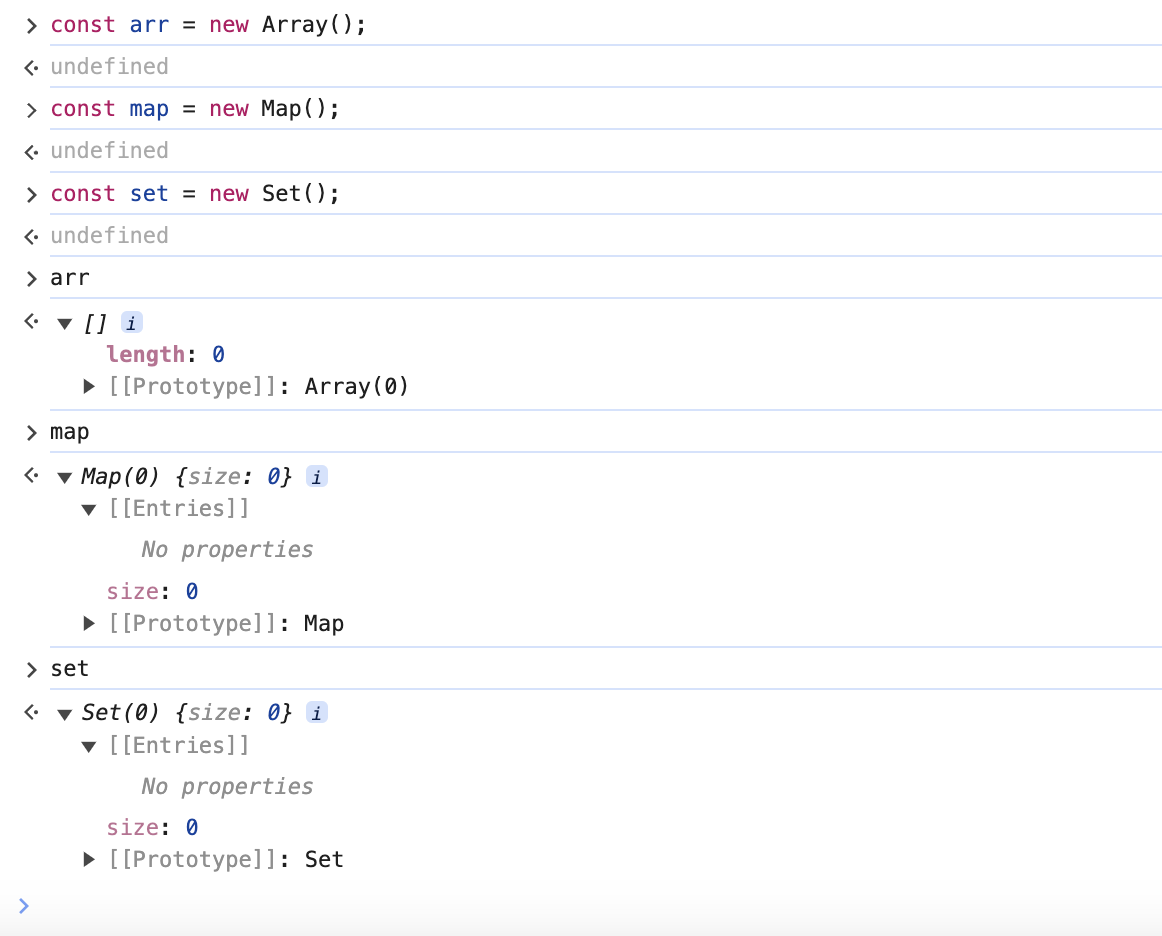 > const arr = new Array();
undefined
> const map = new Map();
undefined
> const set = new Set();
undefined
> arr
▼ [] i
length: 0
▶ [[Prototype]]: Array(0)
> map
▼ Map(0) {size: 0} i
▼ [[Entries]]
No properties
size: 0
▶ [[Prototype]]: Map
> set
▼ Set(0) {size: 0} i
▼ [[Entries]]
No properties
size: 0
▶ [[Prototype]]: Set
>